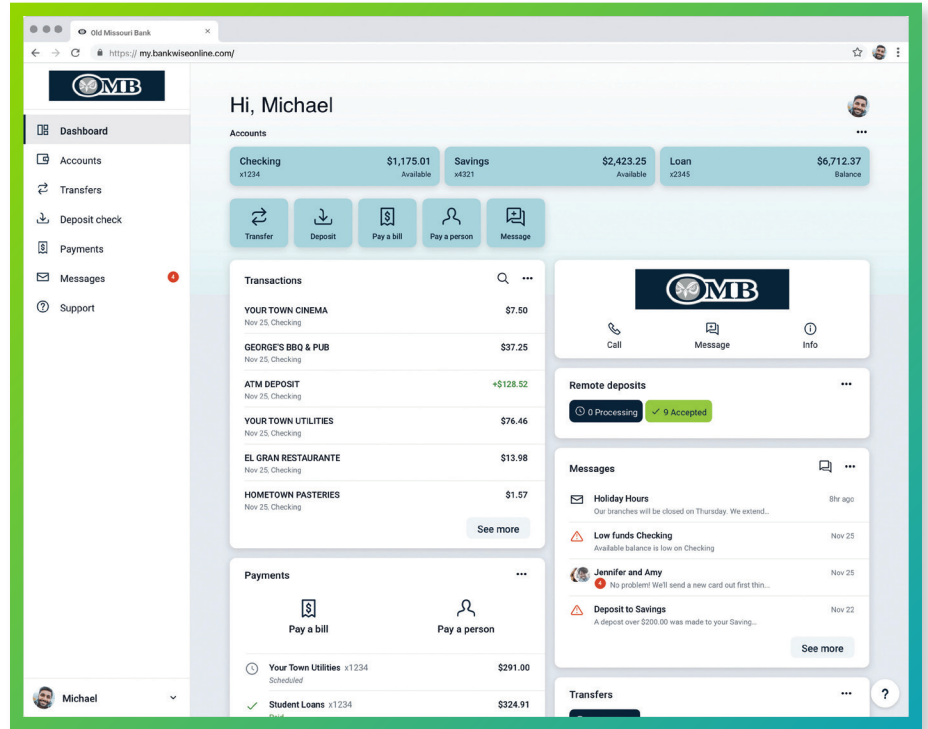 Old Missouri Bank
https:// my.bankwiseonline.com/
OMB
Dashboard
Accounts
Transfers
Deposit check
Payments
Messages 4
Support
Michael
Hi, Michael
Accounts
Checking $1,175.01
x1234 Available
Savings $2,423.25
x4321 Available
Loan $6,712.37
x2345 Balance
Transfer
Deposit
Pay a bill
Pay a person
Message
Transactions
YOUR TOWN CINEMA $7.50
Nov 25, Checking
GEORGE'S BBQ & PUB $37.25
Nov 25, Checking
ATM DEPOSIT +$128.52
Nov 25, Checking
YOUR TOWN UTILITIES $76.46
Nov 25, Checking
EL GRAN RESTAURANTE $13.98
Nov 25, Checking
HOMETOWN PASTERIES $1.57
Nov 25, Checking
See more
Payments
Pay a bill
Pay a person
Your Town Utilities x1234 $291.00
Scheduled
Student Loans x1234 $324.91
Paid
OMB
Call
Message
Info
Remote deposits
0 Processing
9 Accepted
Messages
Holiday Hours 8hr ago
Our branches will be closed on Thursday. We extend...
Low funds Checking Nov 25
Available balance is low on Checking
Jennifer and Amy Nov 25
4 No problem! We'll send a new card out first thin...
Deposit to Savings Nov 22
A depost over $200.00 was made to your Saving...
See more
Transfers
?